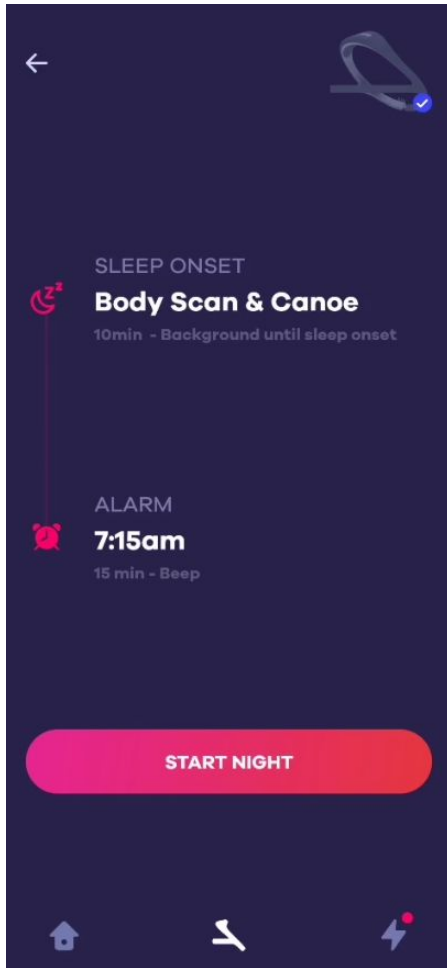 SLEEP ONSET
Body Scan & Canoe
10min - Background until sleep onset
ALARM
7:15am
15 min - Beep
START NIGHT